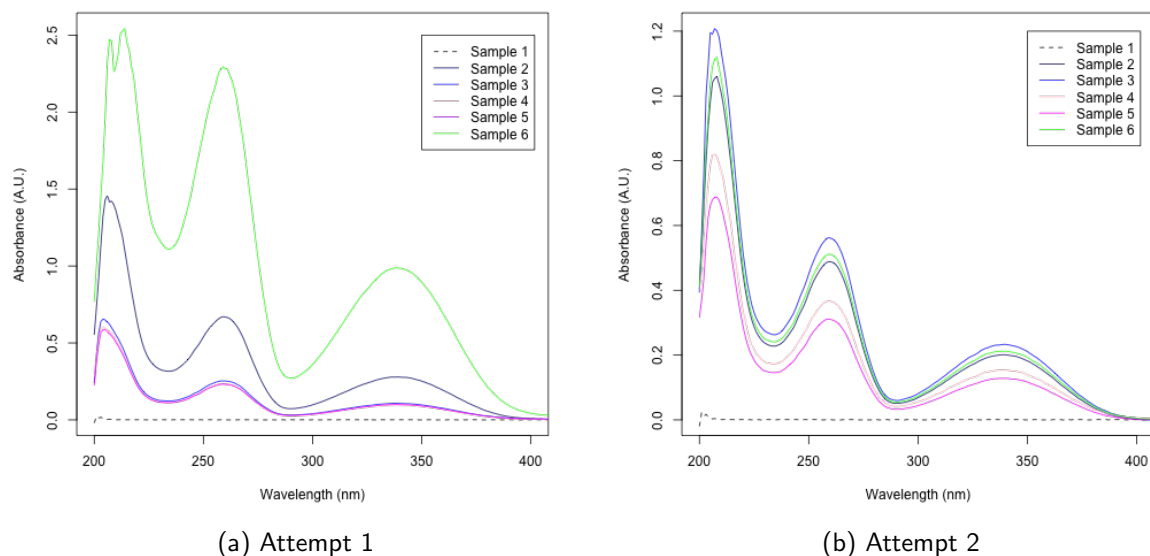 Absorbance (A.U.)
2.5
2.0
1.5
1.0
0.5
0.0
200
250
300
350
400
Wavelength (nm)
Sample 1
Sample 2
Sample 3
Sample 4
Sample 5
Sample 6
(a) Attempt 1
Absorbance (A.U.)
1.2
1.0
0.8
0.6
0.4
0.2
0.0
200
250
300
350
400
Wavelength (nm)
Sample 1
Sample 2
Sample 3
Sample 4
Sample 5
Sample 6
(b) Attempt 2